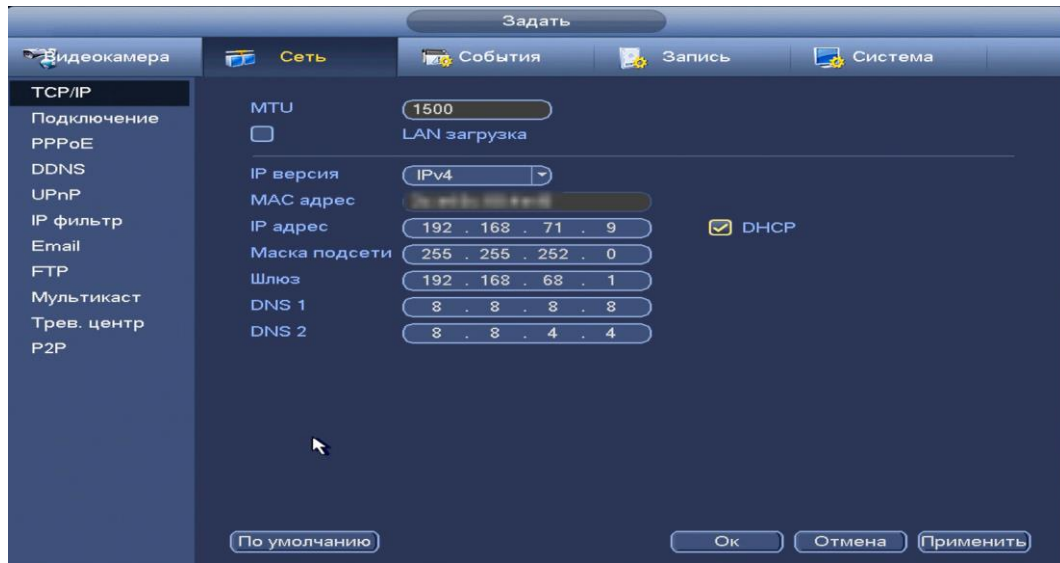 Задать
Видеокамера Сеть События Запись Система
TCP/IP
Подключение
PPPoE
DDNS
UPnP
IP фильтр
Email
FTP
Мультикаст
Трев. центр
P2P
MTU 1500
LAN загрузка
IP версия IPv4
MAC адрес
IP адрес 192 . 168 . 71 . 9 DHCP
Маска подсети 255 . 255 . 252 . 0
Шлюз 192 . 168 . 68 . 1
DNS 1 8 . 8 . 8 . 8
DNS 2 8 . 8 . 4 . 4
По умолчанию Ок Отмена Применить